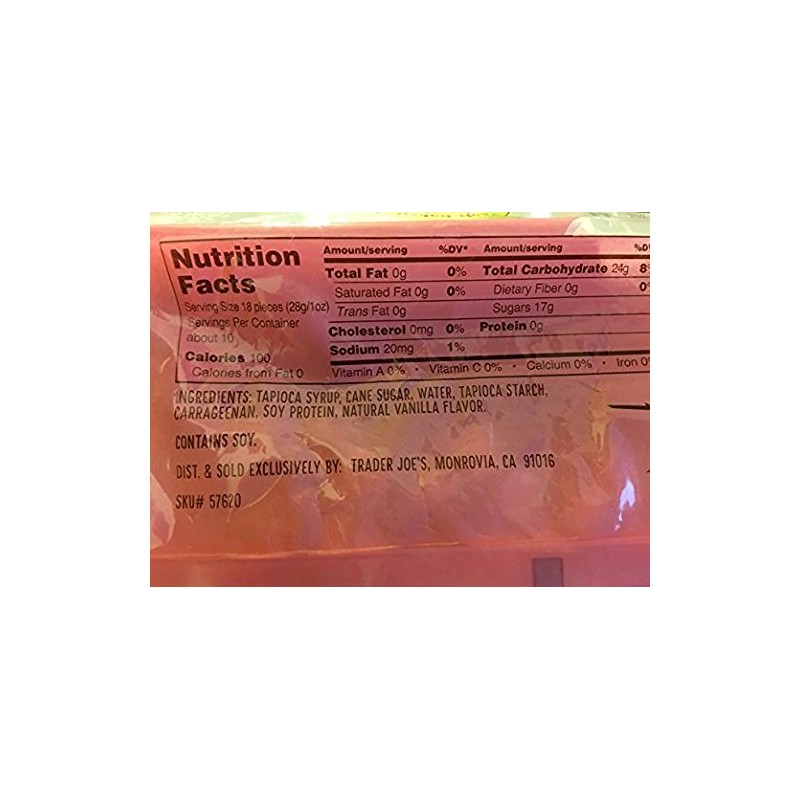 Nutrition Facts
Serving Size 18 pieces (28g/1oz)
Servings Per Container
about 10
Calories 100
Calories from Fat 0
Amount/serving %DV*
Total Fat 0g 0%
Saturated Fat 0g 0%
Trans Fat 0g
Cholesterol 0mg 0%
Sodium 20mg 1%
Amount/serving
Total Carbohydrate 24g 8
Dietary Fiber 0g 0
Sugars 17g
Protein 0g
Vitamin A 0% • Vitamin C 0% • Calcium 0% • Iron 0
INGREDIENTS: TAPIOCA SYRUP, CANE SUGAR, WATER, TAPIOCA STARCH,
CARRAGEENAN, SOY PROTEIN, NATURAL VANILLA FLAVOR.
CONTAINS SOY.
DIST. & SOLD EXCLUSIVELY BY: TRADER JOE'S, MONROVIA, CA 91016
SKU# 57620